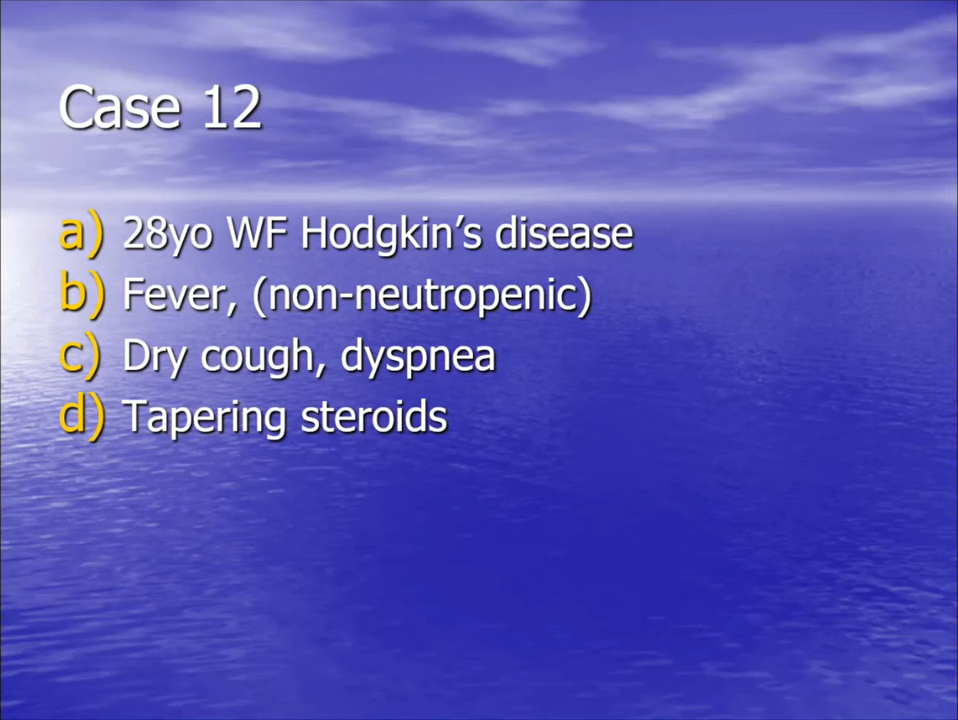 Case 12
a) 28yo WF Hodgkin’s disease
b) Fever, (non-neutropenic)
c) Dry cough, dyspnea
d) Tapering steroids